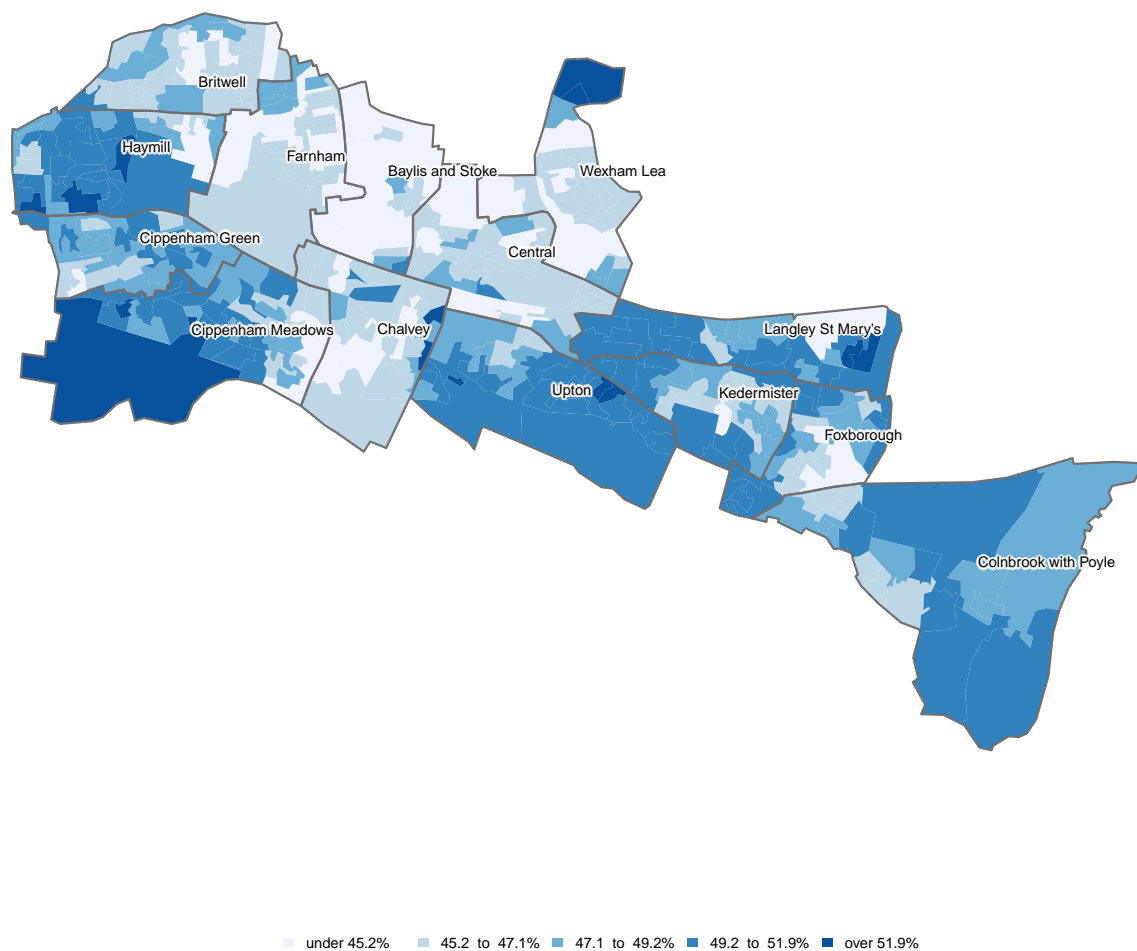 Britwell
Haymill
Farnham
Baylis and Stoke
Wexham Lea
Cippenham Green
Central
Cippenham Meadows
Chalvey
Langley St Mary's
Upton
Kedermister
Foxborough
Colnbrook with Poyle
under 45.2% 45.2 to 47.1% 47.1 to 49.2% 49.2 to 51.9% over 51.9%